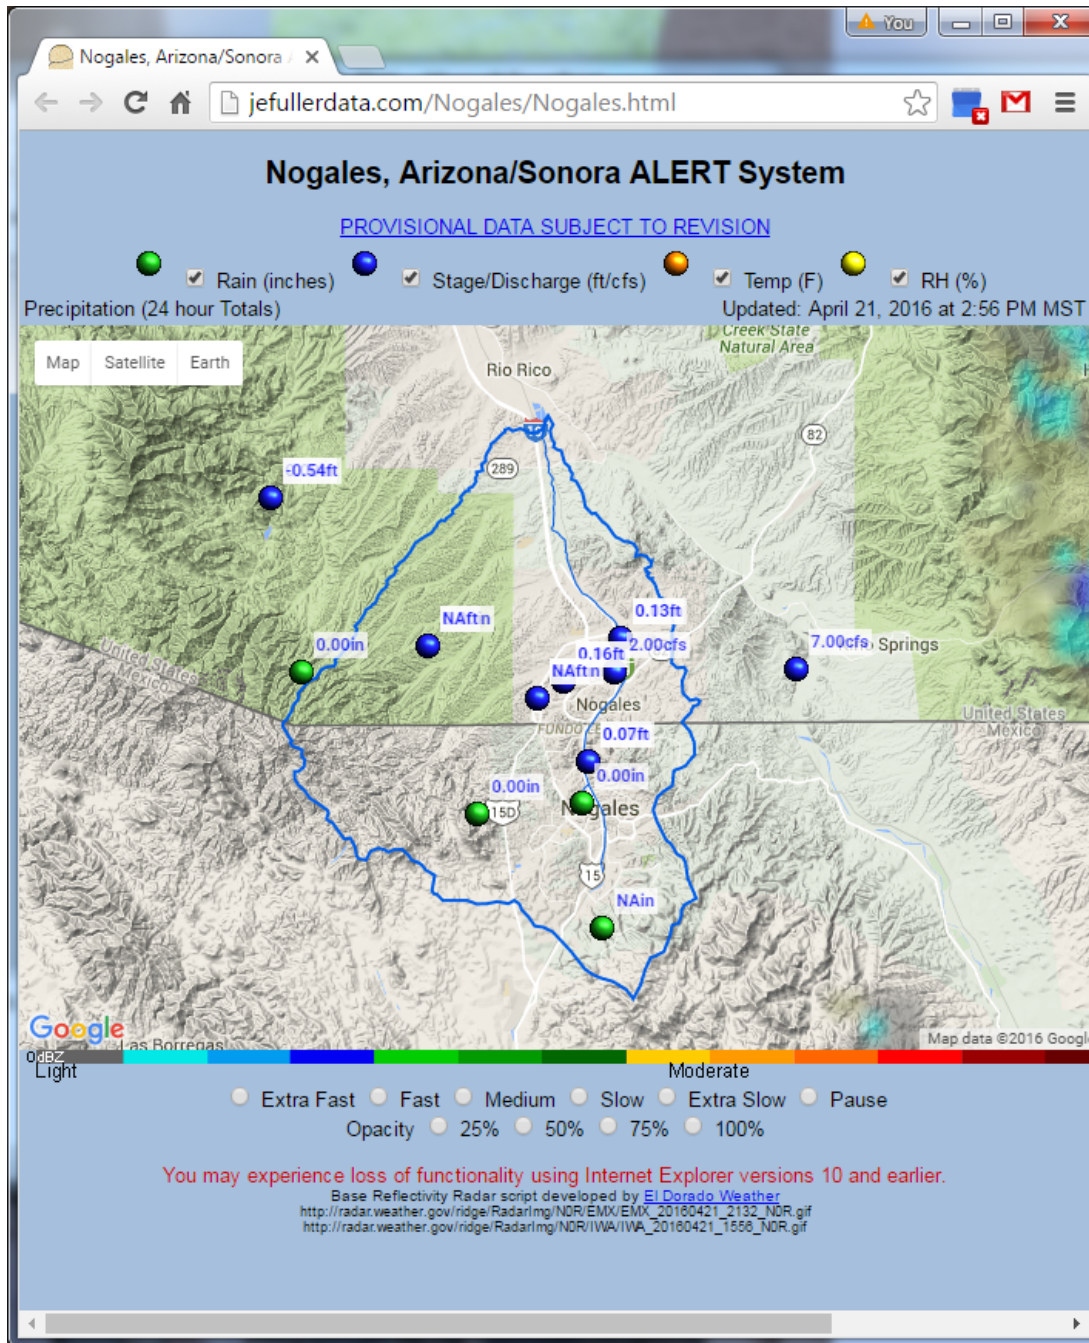 You
Nogales, Arizona/Sonora A
jefullerdata.com/Nogales/Nogales.html
Nogales, Arizona/Sonora ALERT System
PROVISIONAL DATA SUBJECT TO REVISION
Rain (inches) Stage/Discharge (ft/cfs) Temp (F) RH (%)
Precipitation (24 hour Totals) Updated: April 21, 2016 at 2:56 PM MST
Creek State
Natural Area
Map Satellite Earth
Rio Rico
82
289
-0.54ft
0.13ft
NAftn
0.00in
2.00cfs
7.00cfs
Springs
0.16ft
NAftn
United States
Mexico
Nogales
United States
Mexico
0.07ft
0.00in
0.00in
15D
Nogales
15
NAin
Google
Las Borregas
Map data ©2016 Google
0dBZ
Light Moderate
Extra Fast Fast Medium Slow Extra Slow Pause
Opacity 25% 50% 75% 100%
You may experience loss of functionality using Internet Explorer versions 10 and earlier.
Base Reflectivity Radar script developed by El Dorado Weather
http://radar.weather.gov/ridge/RadarImg/N0R/EMX/EMX_20160421_2132_N0R.gif
http://radar.weather.gov/ridge/RadarImg/N0R/IWA/IWA_20160421_1556_N0R.gif